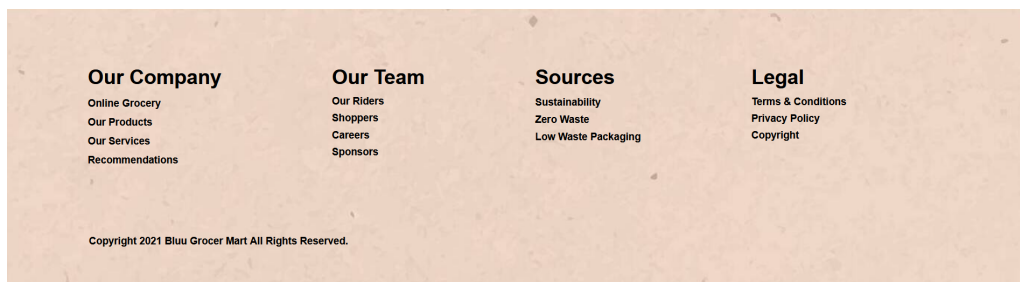 Our Company
Online Grocery
Our Products
Our Services
Recommendations
Our Team
Our Riders
Shoppers
Careers
Sponsors
Sources
Sustainability
Zero Waste
Low Waste Packaging
Legal
Terms & Conditions
Privacy Policy
Copyright
Copyright 2021 Bluu Grocer Mart All Rights Reserved.